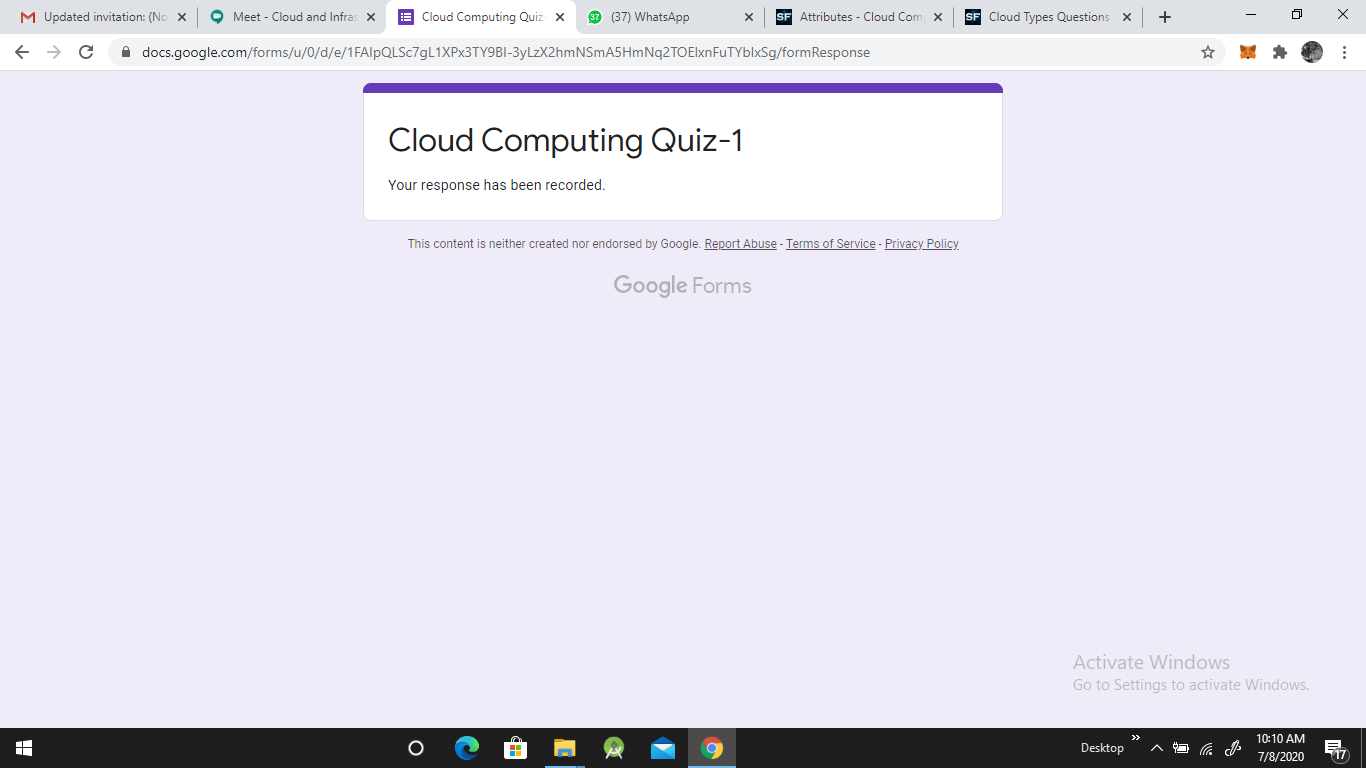 Updated invitation: (No
Meet - Cloud and Infras
Cloud Computing Quiz-
37
(37) WhatsApp
SF
Attributes - Cloud Com
SF
Cloud Types Questions
docs.google.com/forms/u/0/d/e/1FAIpQLSc7gL1XPx3TY9BI-3yLzX2hmNSmA5HmNq2TOElxnFuTYbIxSg/formResponse
Cloud Computing Quiz-1
Your response has been recorded.
This content is neither created nor endorsed by Google. Report Abuse - Terms of Service - Privacy Policy
Google Forms
Activate Windows
Go to Settings to activate Windows.
Desktop
10:10 AM
7/8/2020
17